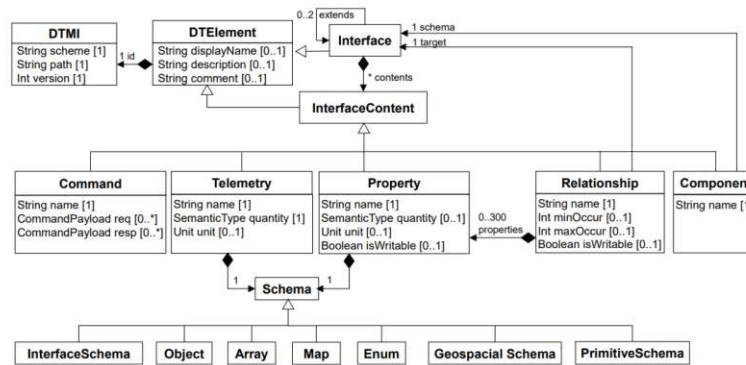 0..2 extends
DTMI
String scheme [1]
String path [1]
Int version [1]
1 id
DTElement
String displayName [0..1]
String description [0..1]
String comment [0..1]
Interface
1 schema
1 target
* contents
InterfaceContent
Command
String name [1]
CommandPayload req [0..*]
CommandPayload resp [0..*]
Telemetry
String name [1]
SemanticType quantity [1]
Unit unit [0..1]
Property
String name [1]
SemanticType quantity [0..1]
Unit unit [0..1]
Boolean isWritable [0..1]
0..300
properties
Relationship
String name [1]
Int minOccur [0..1]
Int maxOccur [0..1]
Boolean isWritable [0..1]
Component
String name [1
1
Schema
1
InterfaceSchema
Object
Array
Map
Enum
Geospacial Schema
PrimitiveSchema